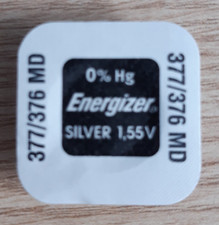 0% Hg
Energizer
SILVER 1,55V
377/376 MD
377/376 MD